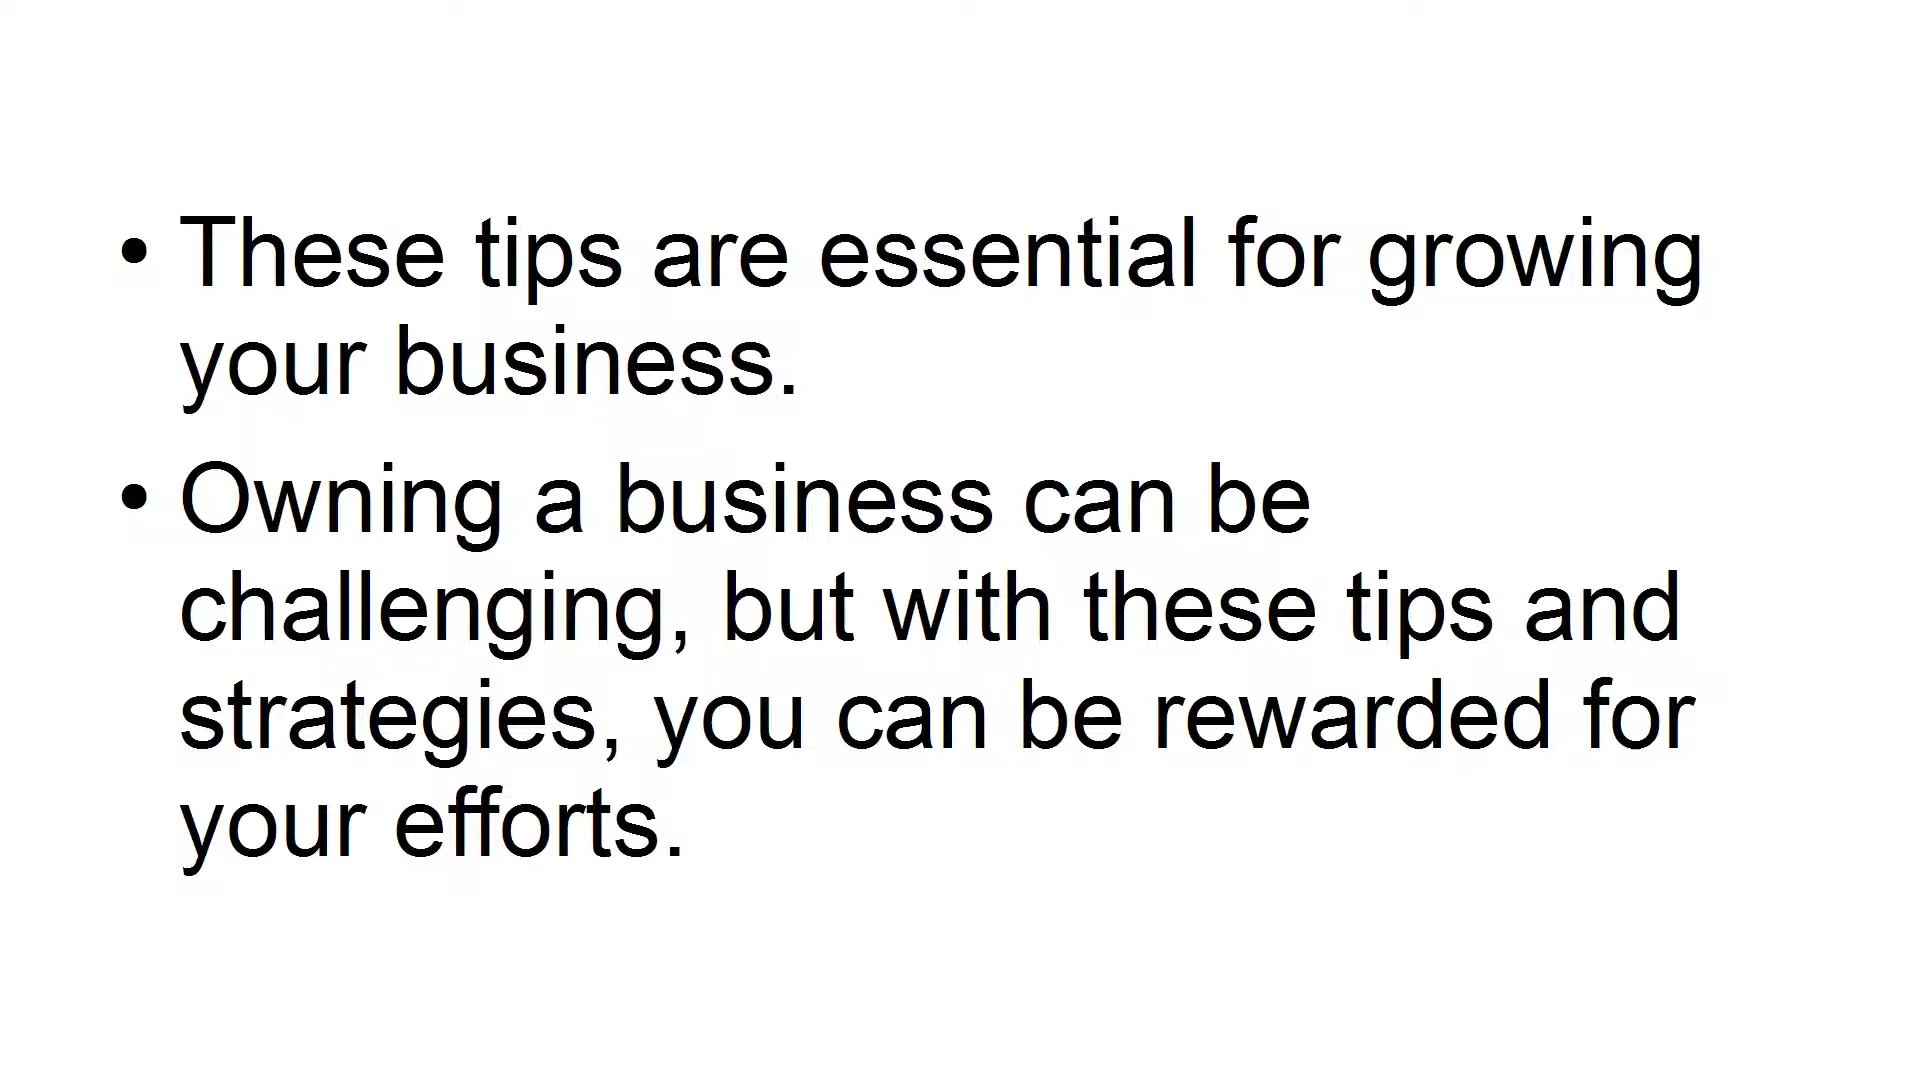 • These tips are essential for growing
your business.
• Owning a business can be
challenging, but with these tips and
strategies, you can be rewarded for
your efforts.